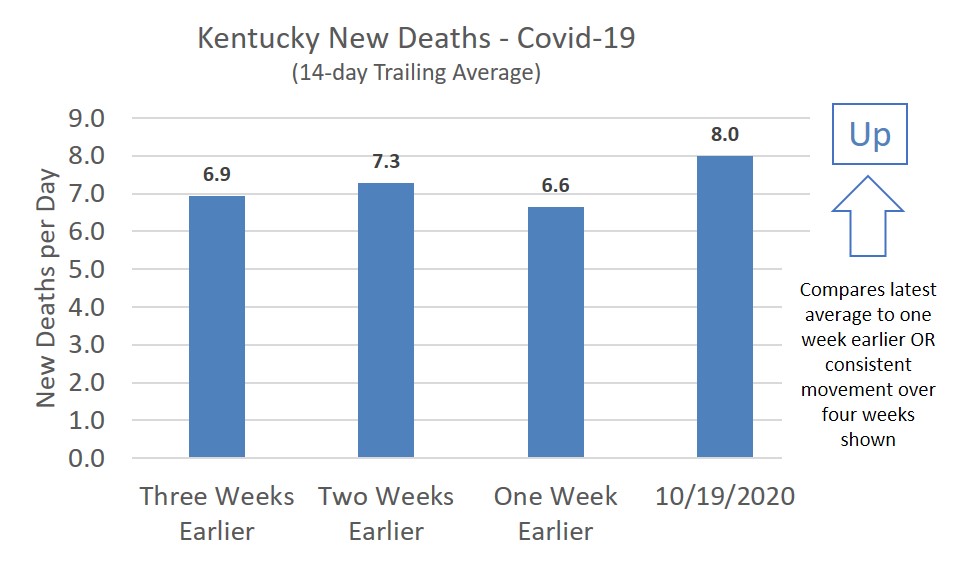 Kentucky New Deaths - Covid-19
(14-day Trailing Average)
New Deaths per Day
9.0
8.0
7.0
6.0
5.0
4.0
3.0
2.0
1.0
0.0
6.9
7.3
6.6
8.0
Three Weeks
Earlier
Two Weeks
Earlier
One Week
Earlier
10/19/2020
Up
Compares latest
average to one
week earlier OR
consistent
movement over
four weeks
shown